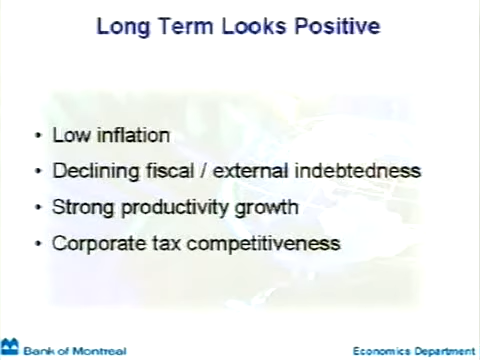 Long Term Looks Positive
• Low inflation
• Declining fiscal / external indebtedness
• Strong productivity growth
• Corporate tax competitiveness
Bank of Montreal
Economics Department